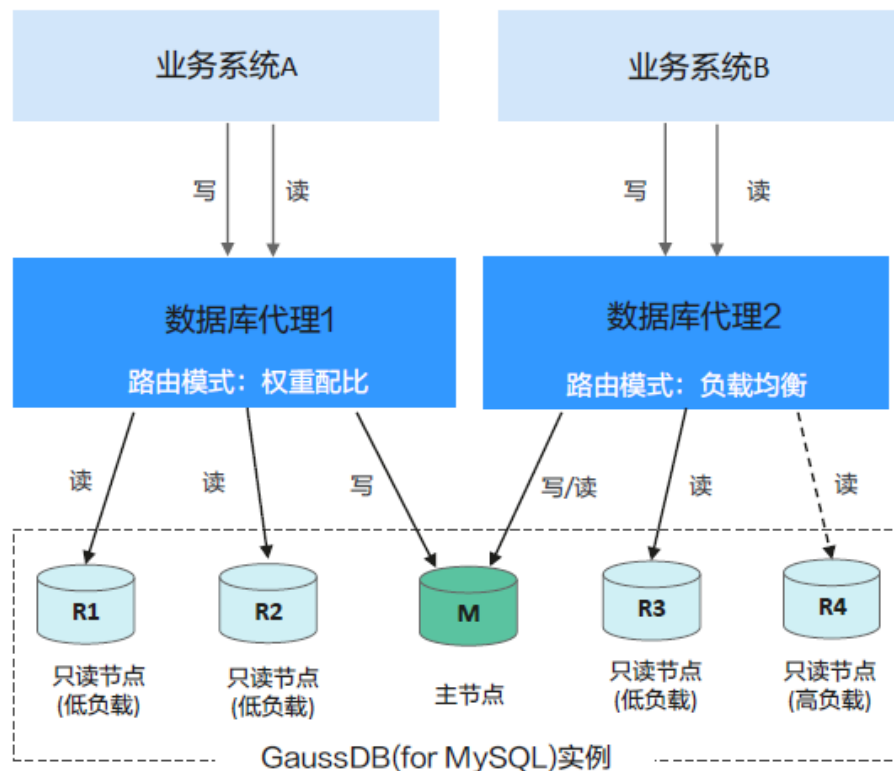 业务系统A
业务系统B
写
读
写
读
数据库代理1
路由模式：权重配比
数据库代理2
路由模式：负载均衡
读
读
写
写/读
读
读
R1
R2
M
R3
R4
只读节点
(低负载)
只读节点
(低负载)
主节点
只读节点
(低负载)
只读节点
(高负载)
GaussDB(for MySQL)实例